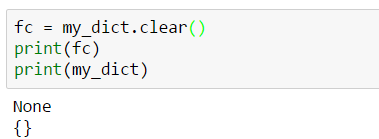 fc = my_dict.clear()
print(fc)
print(my_dict)
None
{}